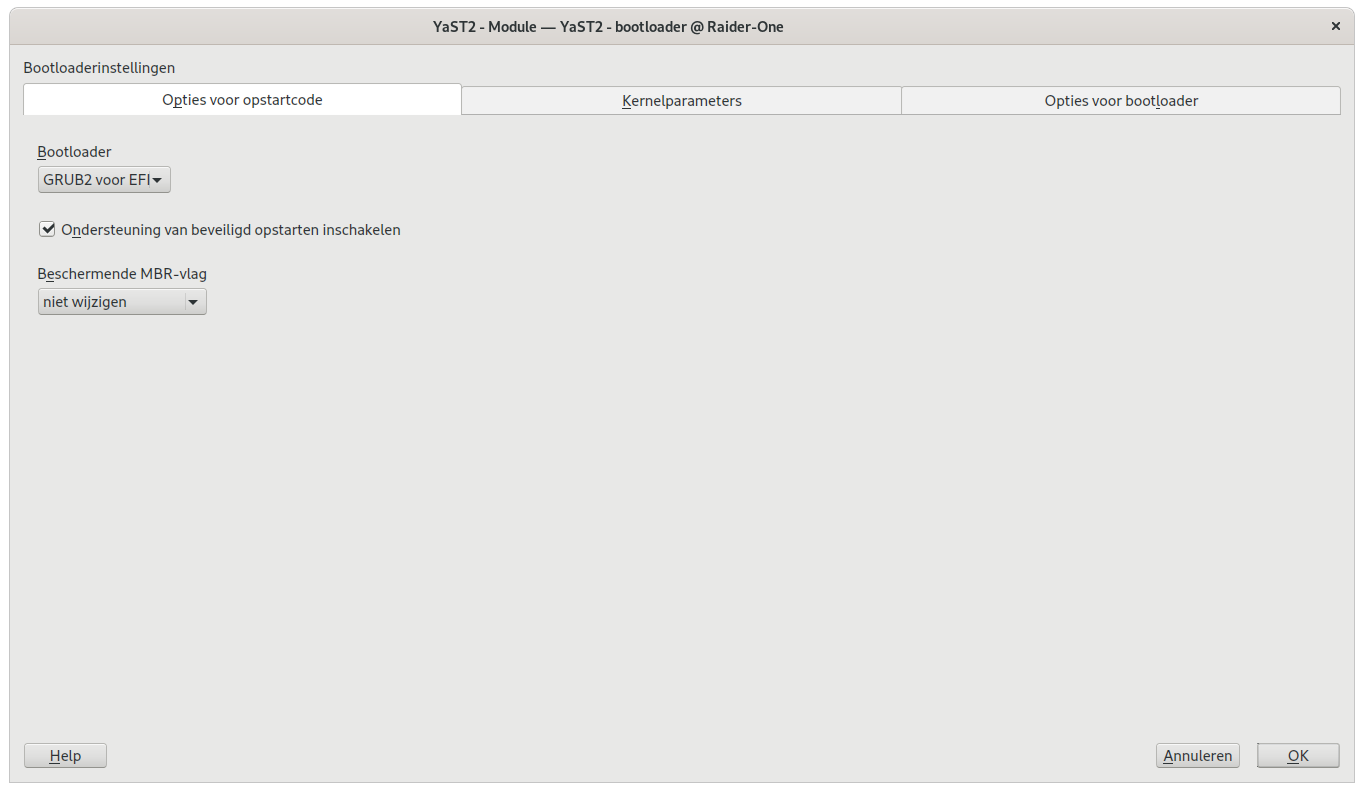 YaST2 - Module — YaST2 - bootloader @ Raider-One
Bootloaderinstellingen
Opties voor opstartcode
Kernelparameters
Opties voor bootloader
Bootloader
GRUB2 voor EFI
Ondersteuning van beveiligd opstarten inschakelen
Beschermende MBR-vlag
niet wijzigen
Help
Annuleren
OK